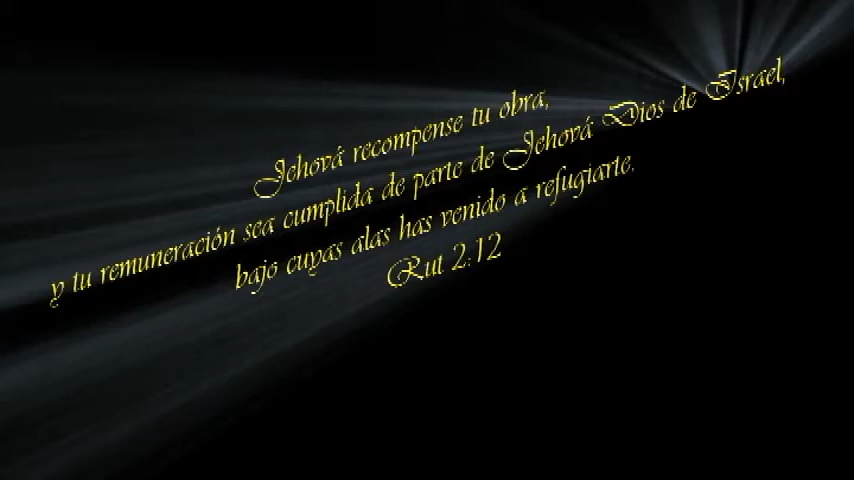 Jehová recompense tu obra,
y tu remuneración sea cumplida de parte de Jehová Dios de Israel,
bajo cuyas alas has venido a refugiarte.
Rut 2:12